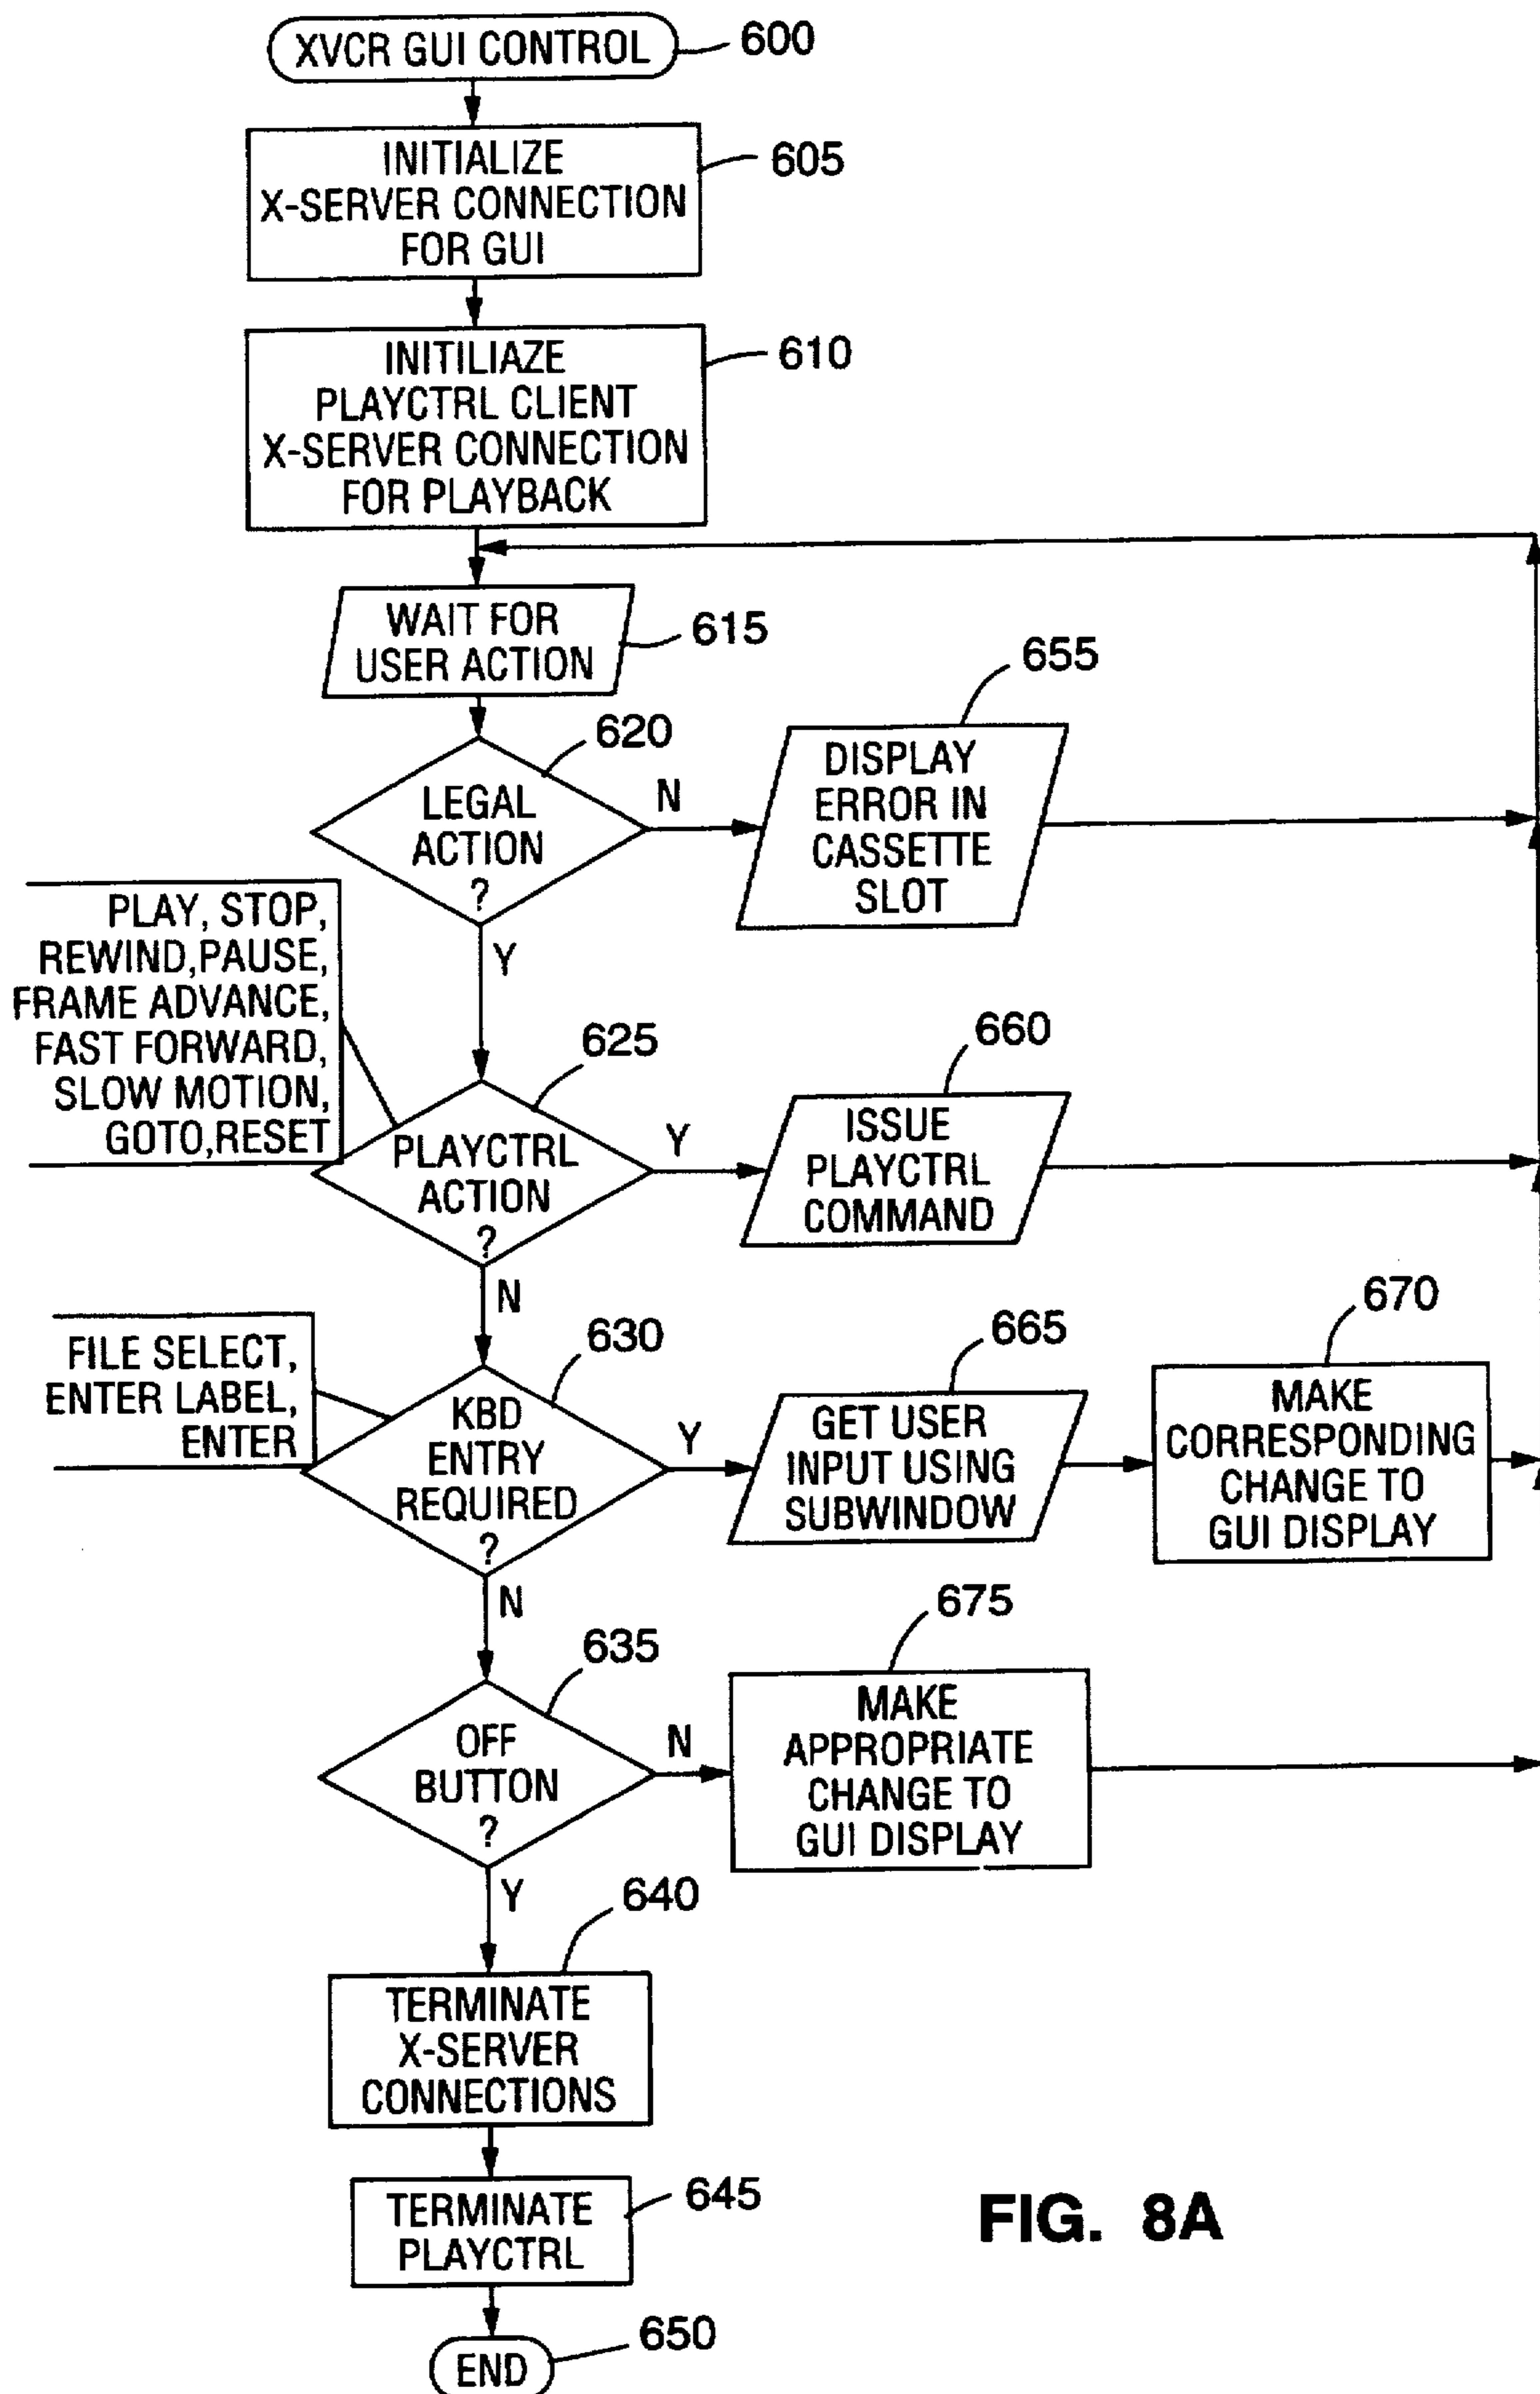 XVCR GUI CONTROL
600
INITIALIZE
X-SERVER CONNECTION
FOR GUI
605
INITILIAZE
PLAYCTRL CLIENT
X-SERVER CONNECTION
FOR PLAYBACK
610
WAIT FOR
USER ACTION
615
LEGAL
ACTION
?
620
N
Y
DISPLAY
ERROR IN
CASSETTE
SLOT
655
PLAY, STOP,
REWIND,PAUSE,
FRAME ADVANCE,
FAST FORWARD,
SLOW MOTION,
GOTO,RESET
PLAYCTRL
ACTION
?
625
Y
N
ISSUE
PLAYCTRL
COMMAND
660
FILE SELECT,
ENTER LABEL,
ENTER
KBD
ENTRY
REQUIRED
?
630
Y
N
GET USER
INPUT USING
SUBWINDOW
665
MAKE
CORRESPONDING
CHANGE TO
GUI DISPLAY
670
OFF
BUTTON
?
635
N
Y
MAKE
APPROPRIATE
CHANGE TO
GUI DISPLAY
675
TERMINATE
X-SERVER
CONNECTIONS
640
TERMINATE
PLAYCTRL
645
END
650
FIG. 8A